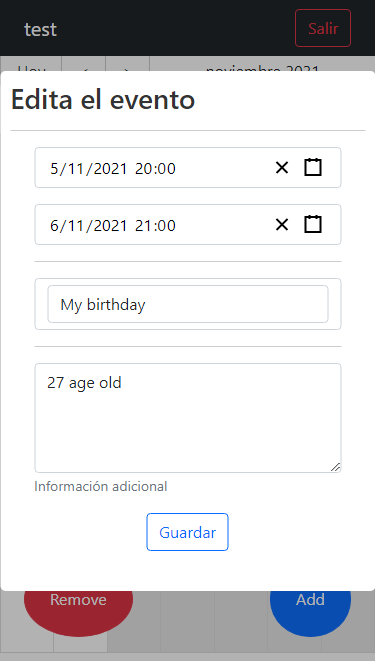 test
Salir
Hoy
noviembre 2021
Edita el evento
5/11/2021 20:00
6/11/2021 21:00
My birthday
27 age old
Información adicional
Guardar
Remove
Add